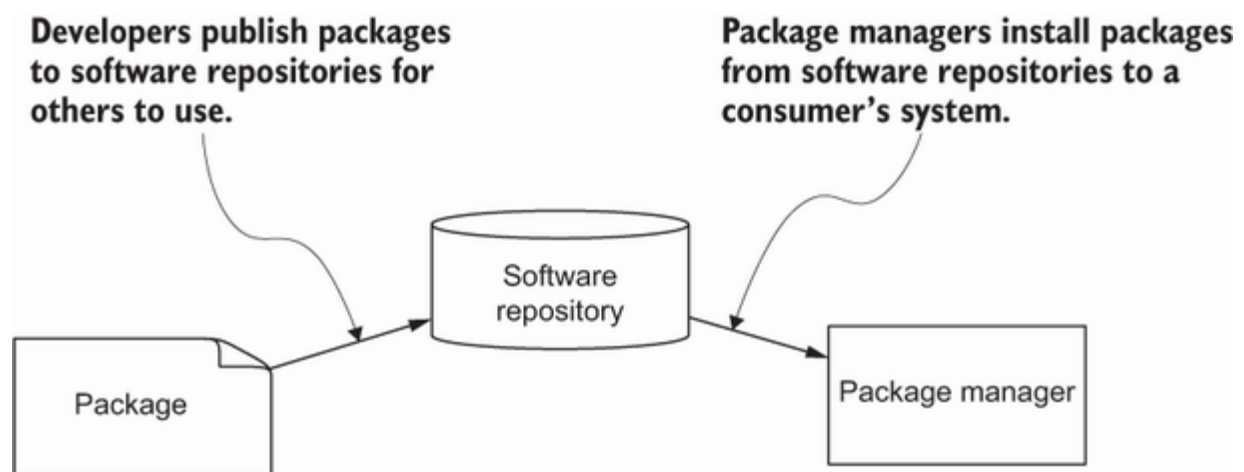 Developers publish packages
to software repositories for
others to use.
Package managers install packages
from software repositories to a
consumer's system.
Software
repository
Package
Package manager